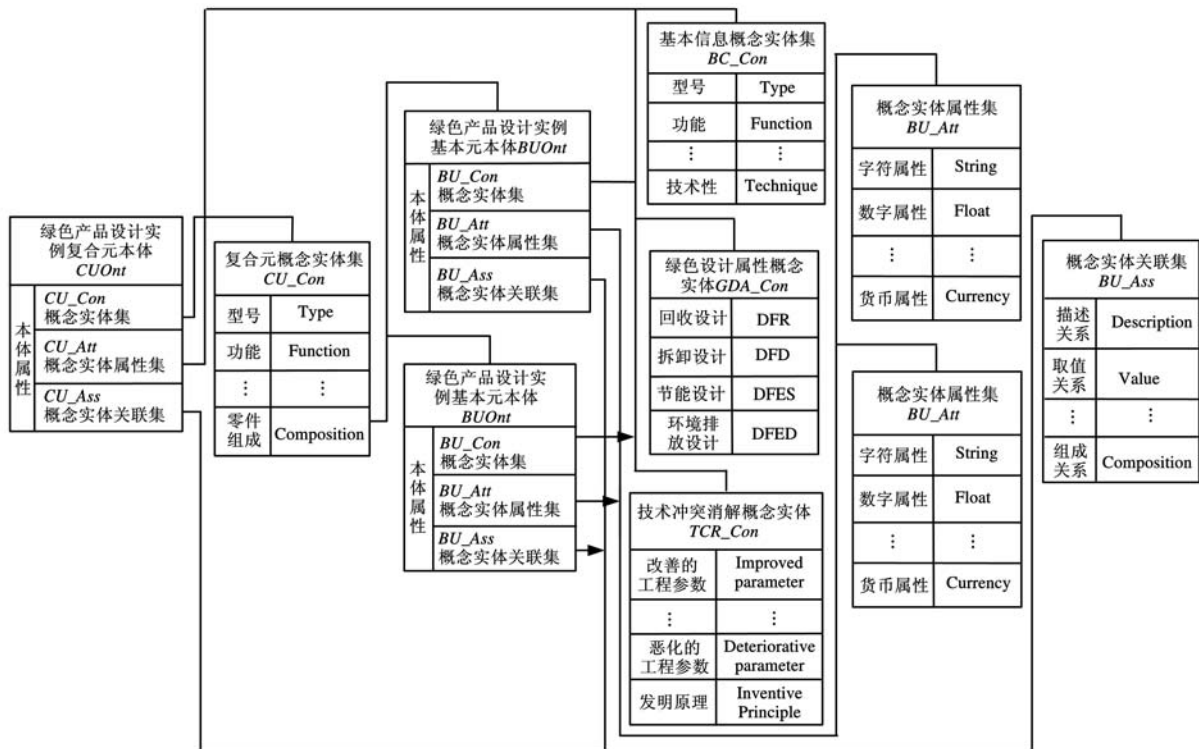 绿色产品设计实
例复合元本体
CUOnt
本体属性
CU_Con
概念实体集
CU_Att
概念实体属性集
CU_Ass
概念实体关联集
复合元概念实体集
CU_Con
型号 Type
功能 Function
⋮ ⋮
零件
组成 Composition
绿色产品设计实例
基本元本体BUOnt
本体属性
BU_Con
概念实体集
BU_Att
概念实体属性集
BU_Ass
概念实体关联集
绿色产品设计实
例基本元本体
BUOnt
本体属性
BU_Con
概念实体集
BU_Att
概念实体属性集
BU_Ass
概念实体关联集
基本信息概念实体集
BC_Con
型号 Type
功能 Function
⋮ ⋮
技术性 Technique
绿色设计属性概念
实体GDA_Con
回收设计 DFR
拆卸设计 DFD
节能设计 DFES
环境排
放设计 DFED
技术冲突消解概念实体
TCR_Con
改善的 Improved
工程参数 parameter
⋮ ⋮
恶化的 Deteriorative
工程参数 parameter
发明原理 Inventive
Principle
概念实体属性集
BU_Att
字符属性 String
数字属性 Float
⋮ ⋮
货币属性 Currency
概念实体属性集
BU_Att
字符属性 String
数字属性 Float
⋮ ⋮
货币属性 Currency
概念实体关联集
BU_Ass
描述
关系 Description
取值
关系 Value
⋮ ⋮
组成
关系 Composition